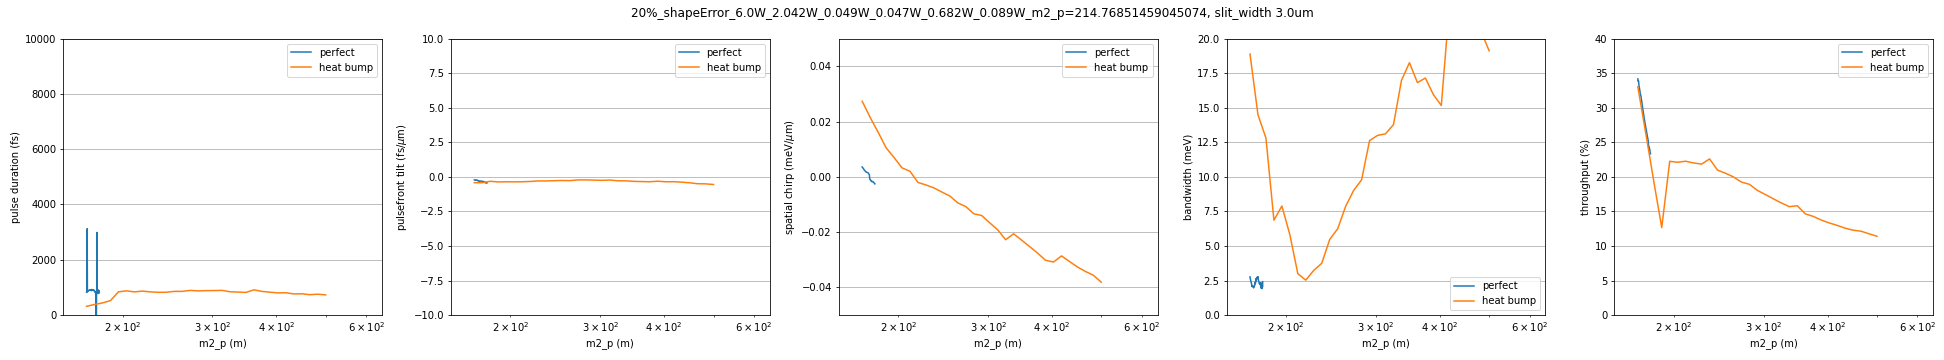 20%_shapeError_6.0W_2.042W_0.049W_0.047W_0.682W_0.089W_m2_p=214.76851459045074, slit_width 3.0um
pulse duration (fs)
10000
8000
6000
4000
2000
0
perfect
heat bump
2 × 10²
3 × 10²
4 × 10²
6 × 10²
m2_p (m)
pulsefront tilt (fs/μm)
10.0
7.5
5.0
2.5
0.0
−2.5
−5.0
−7.5
−10.0
perfect
heat bump
2 × 10²
3 × 10²
4 × 10²
6 × 10²
m2_p (m)
spatial chirp (meV/μm)
0.04
0.02
0.00
−0.02
−0.04
perfect
heat bump
2 × 10²
3 × 10²
4 × 10²
6 × 10²
m2_p (m)
bandwidth (meV)
20.0
17.5
15.0
12.5
10.0
7.5
5.0
2.5
0.0
perfect
heat bump
2 × 10²
3 × 10²
4 × 10²
6 × 10²
m2_p (m)
throughput (%)
40
35
30
25
20
15
10
5
0
perfect
heat bump
2 × 10²
3 × 10²
4 × 10²
6 × 10²
m2_p (m)